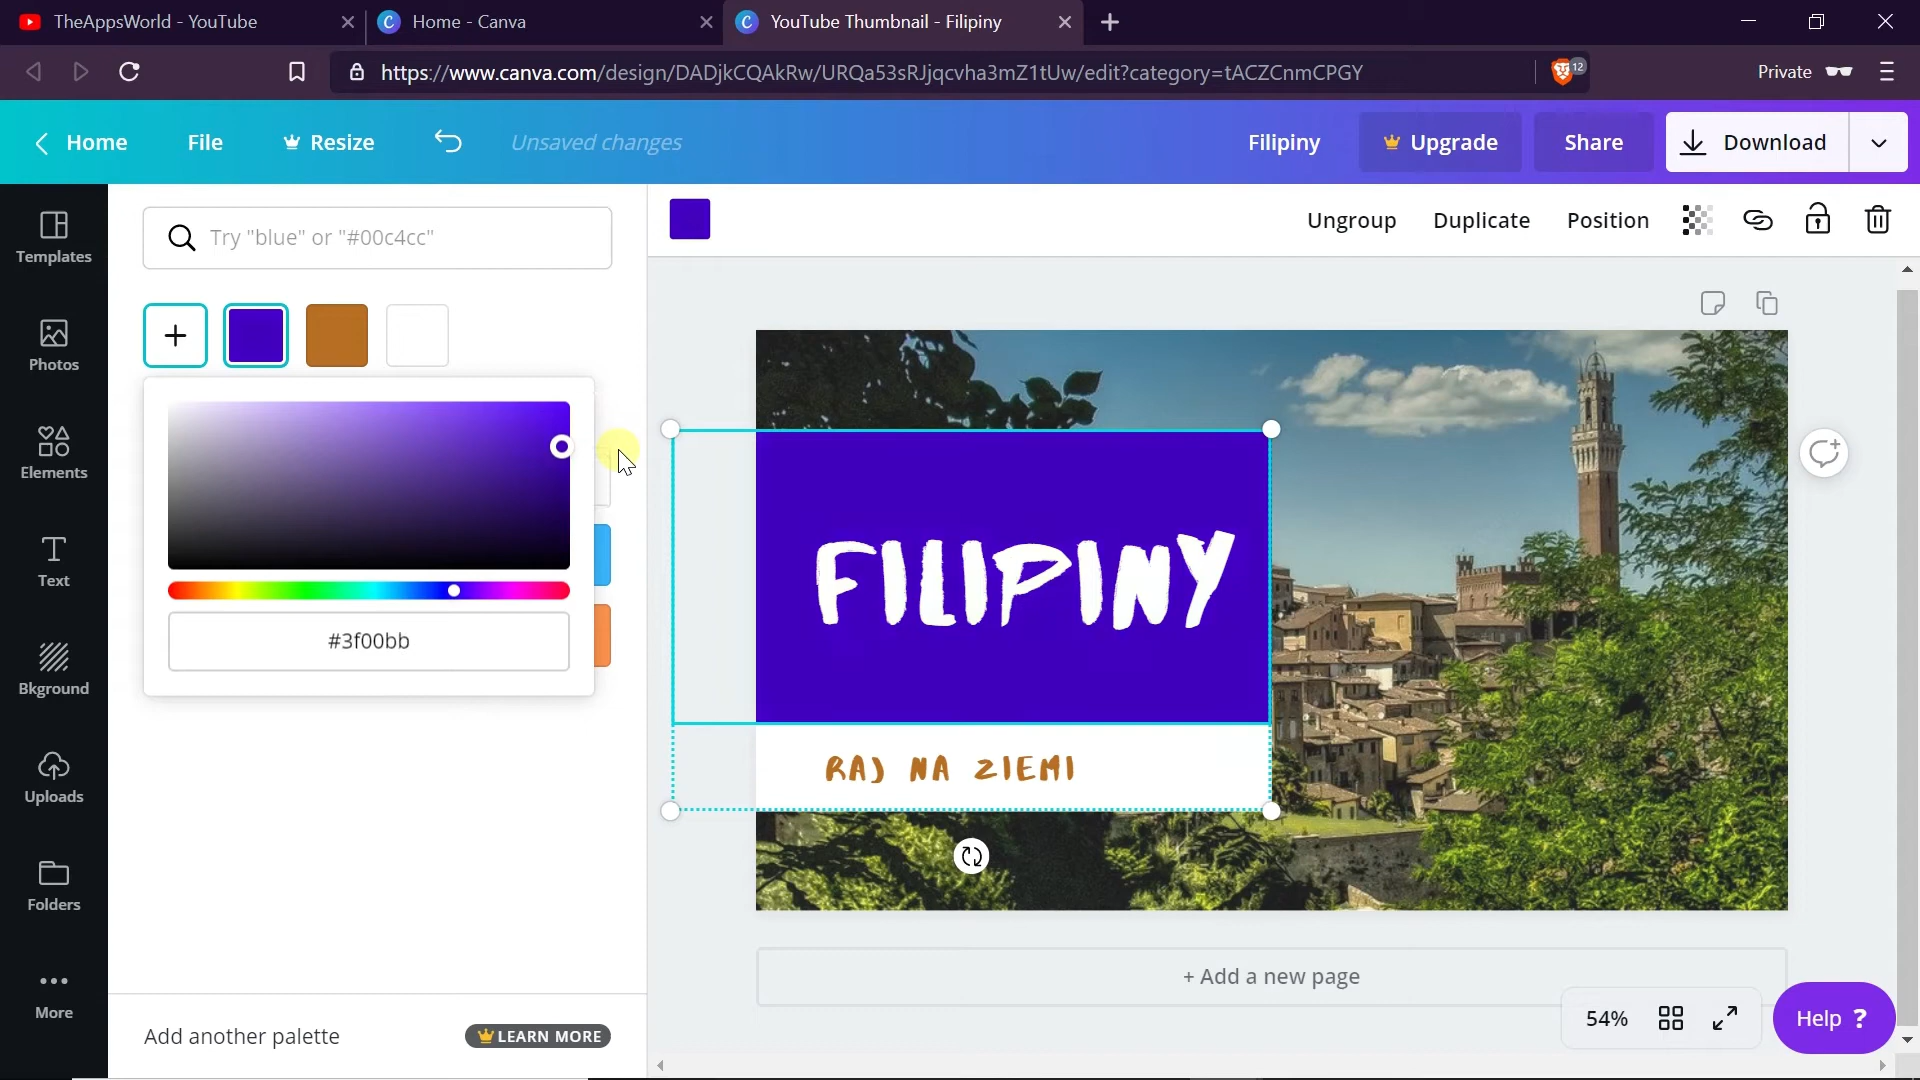 TheAppsWorld - YouTube
Home - Canva
YouTube Thumbnail - Filipiny
https://www.canva.com/design/DADjkCQAkRw/URQa53sRJjqcvha3mZ1tUw/edit?category=tACZCnmCPGY
12
Private
Home
File
Resize
Unsaved changes
Filipiny
Upgrade
Share
Download
Templates
Photos
Elements
Text
Bkground
Uploads
Folders
More
Try "blue" or "#00c4cc"
#3f00bb
Add another palette
LEARN MORE
Ungroup
Duplicate
Position
FILIPINY
RAJ NA ZIEMI
+ Add a new page
54%
Help ?